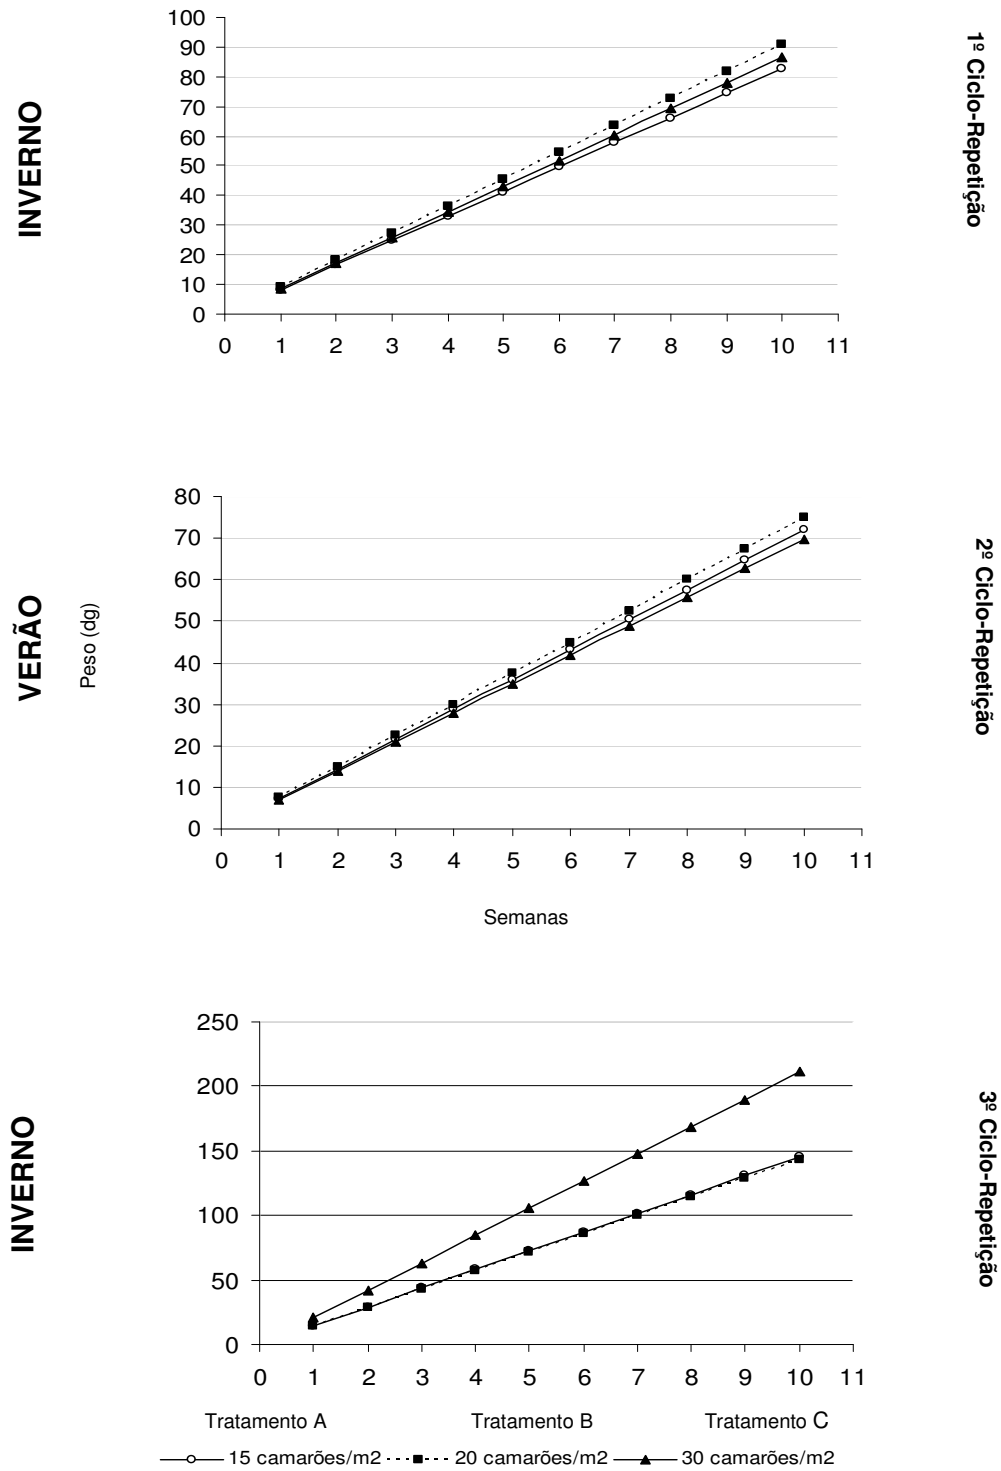 INVERNO
100
90
80
70
60
50
40
30
20
10
0
0 1 2 3 4 5 6 7 8 9 10 11
1º Ciclo-Repetição
VERÃO
Peso (dg)
80
70
60
50
40
30
20
10
0
0 1 2 3 4 5 6 7 8 9 10 11
Semanas
2º Ciclo-Repetição
INVERNO
250
200
150
100
50
0
0 1 2 3 4 5 6 7 8 9 10 11
3º Ciclo-Repetição
Tratamento A Tratamento B Tratamento C
15 camarões/m2 20 camarões/m2 30 camarões/m2